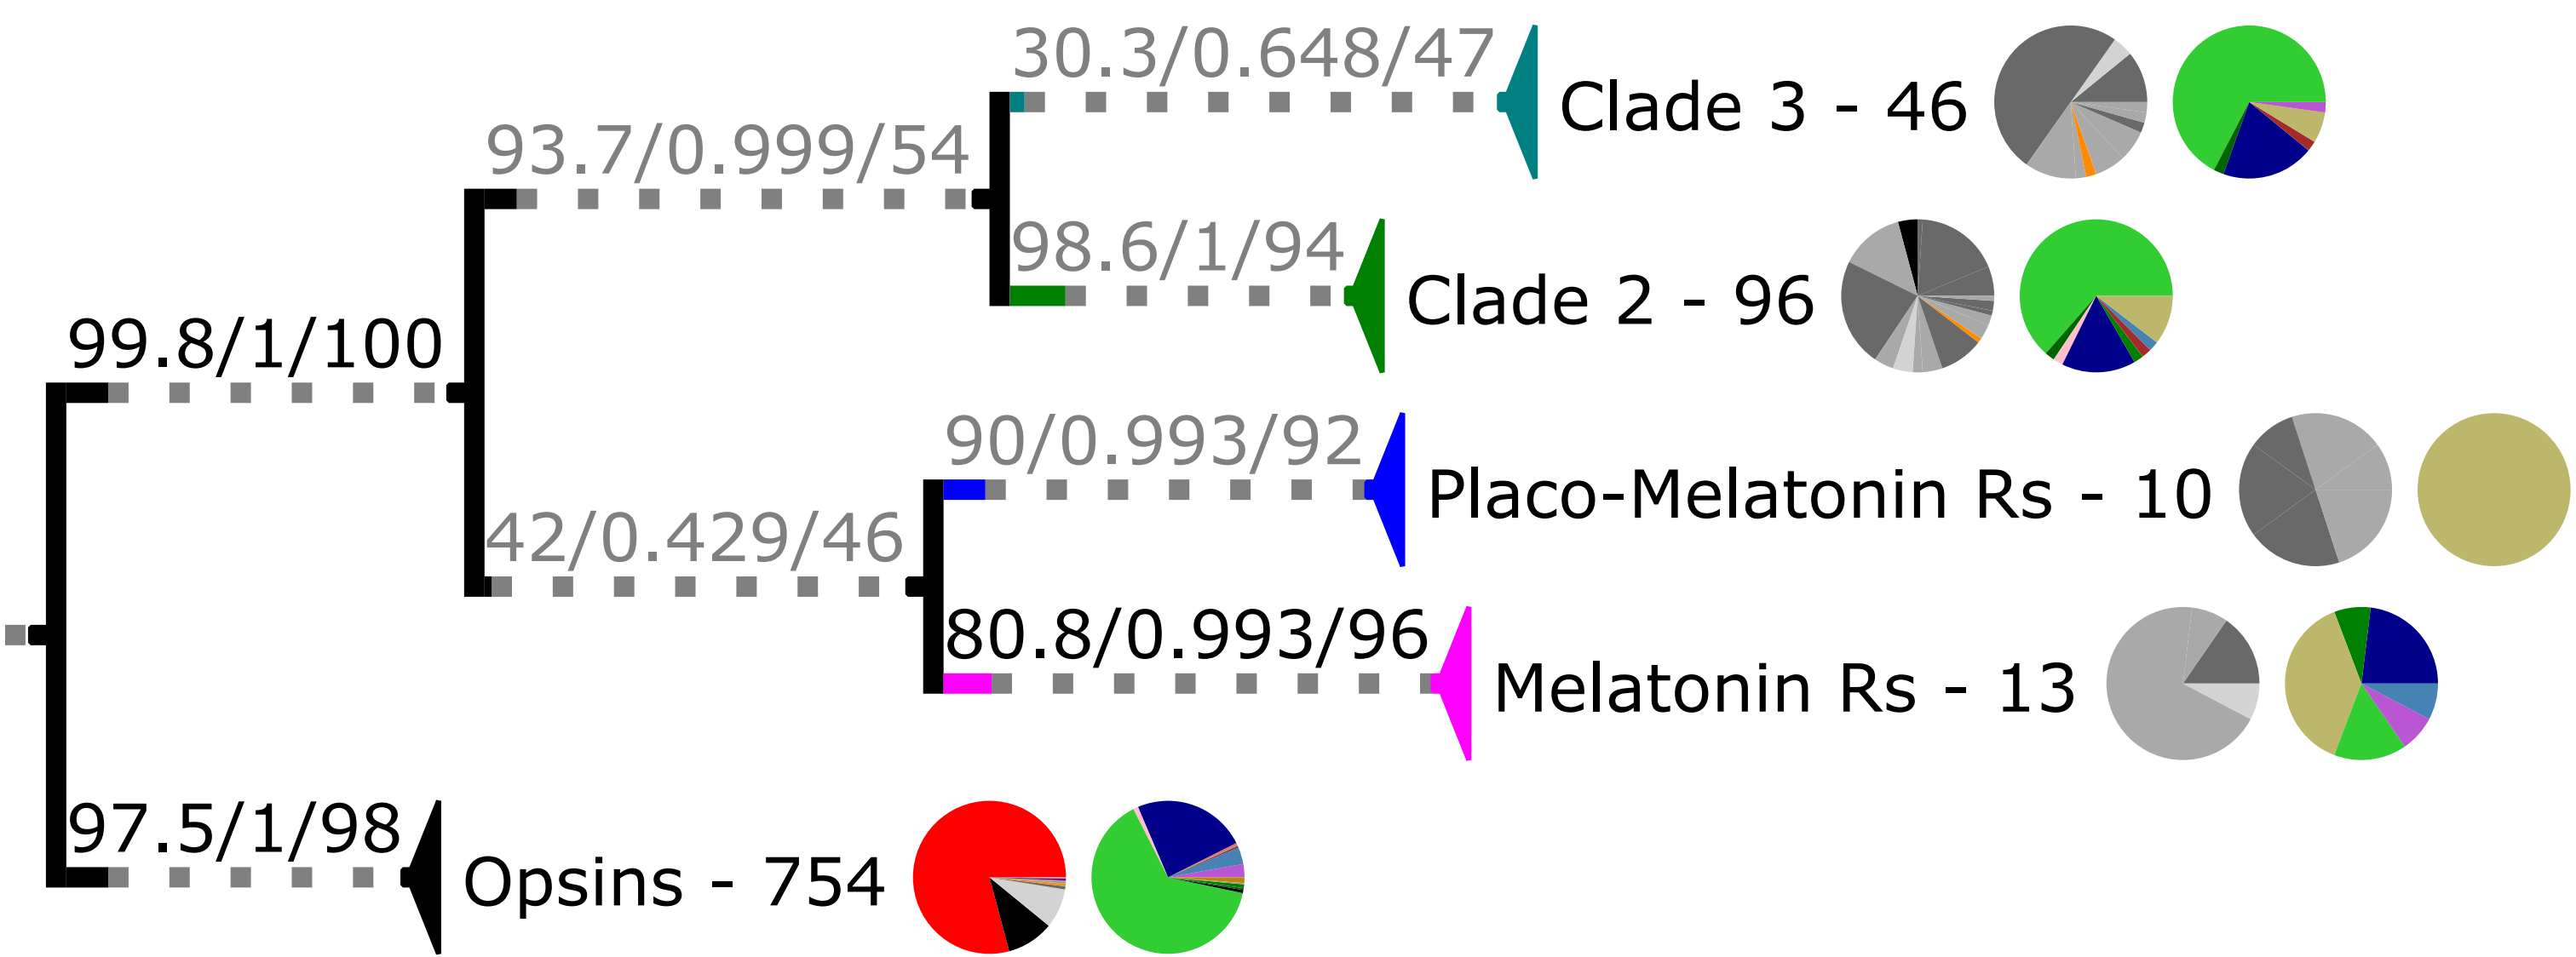 30.3/0.648/47
Clade 3 - 46
93.7/0.999/54
98.6/1/94
Clade 2 - 96
99.8/1/100
90/0.993/92
Placo-Melatonin Rs - 10
42/0.429/46
80.8/0.993/96
Melatonin Rs - 13
97.5/1/98
Opsins - 754